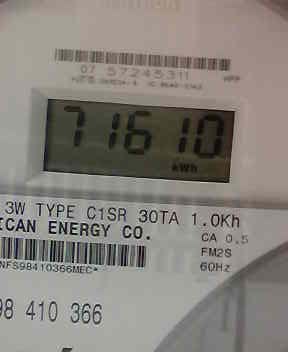 07 57245311
71610
kWh
3W TYPE C1SR 30TA 1.0Kh
ICAN ENERGY CO.
CA 0.5
FM2S
60Hz
NFS98410366MEC*
98 410 366